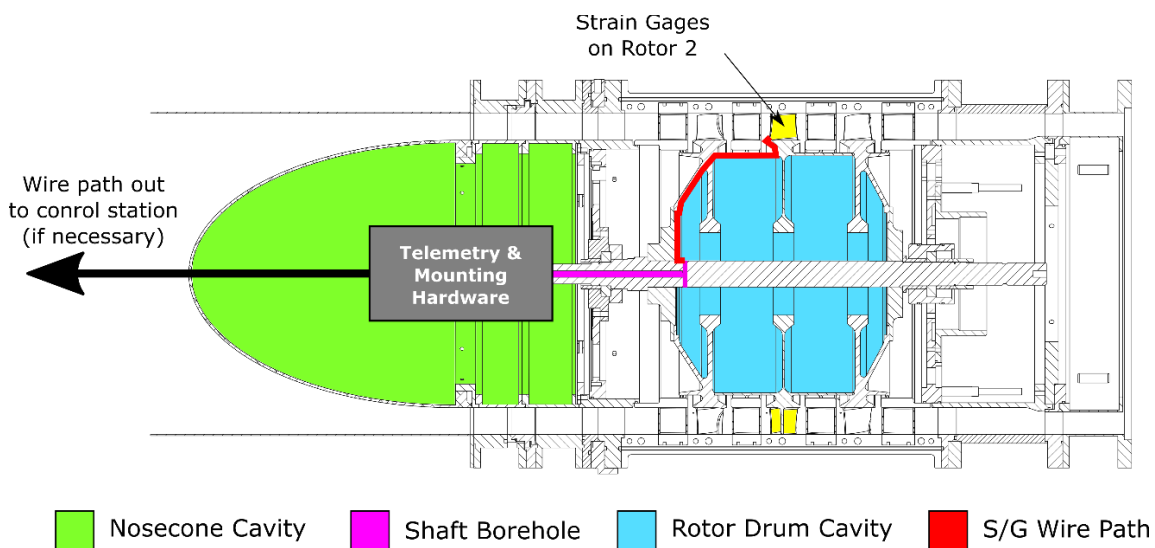 Strain Gages
on Rotor 2
Wire path out
to conrol station
(if necessary)
Telemetry &
Mounting
Hardware
Nosecone Cavity
Shaft Borehole
Rotor Drum Cavity
S/G Wire Path